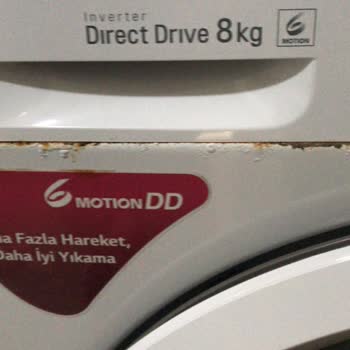 Inverter
Direct Drive 8kg
6
MOTION
6 MOTION DD
Fazla Hareket,
Daha İyi Yıkama